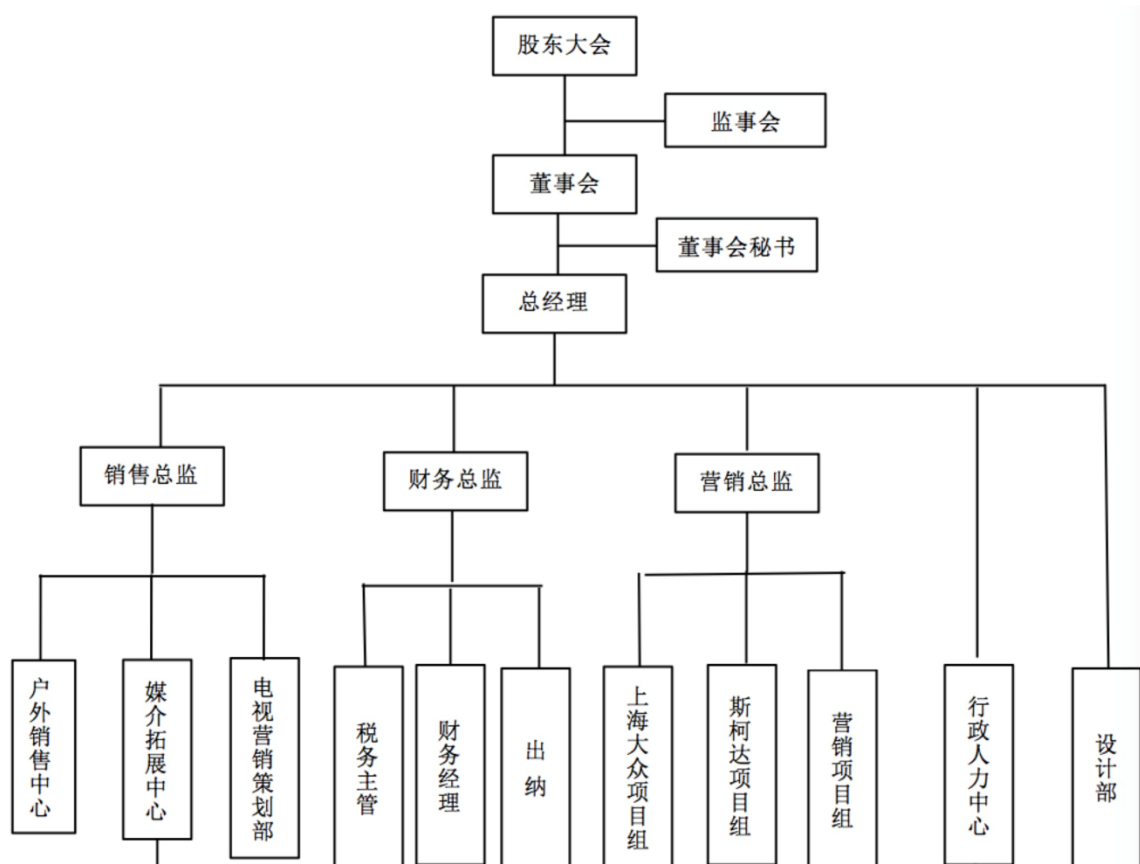 股东大会
监事会
董事会
董事会秘书
总经理
销售总监
财务总监
营销总监
户外销售中心
媒介拓展中心
电视营销策划部
税务主管
财务经理
出纳
上海大众项目组
斯柯达项目组
营销项目组
行政人力中心
设计部